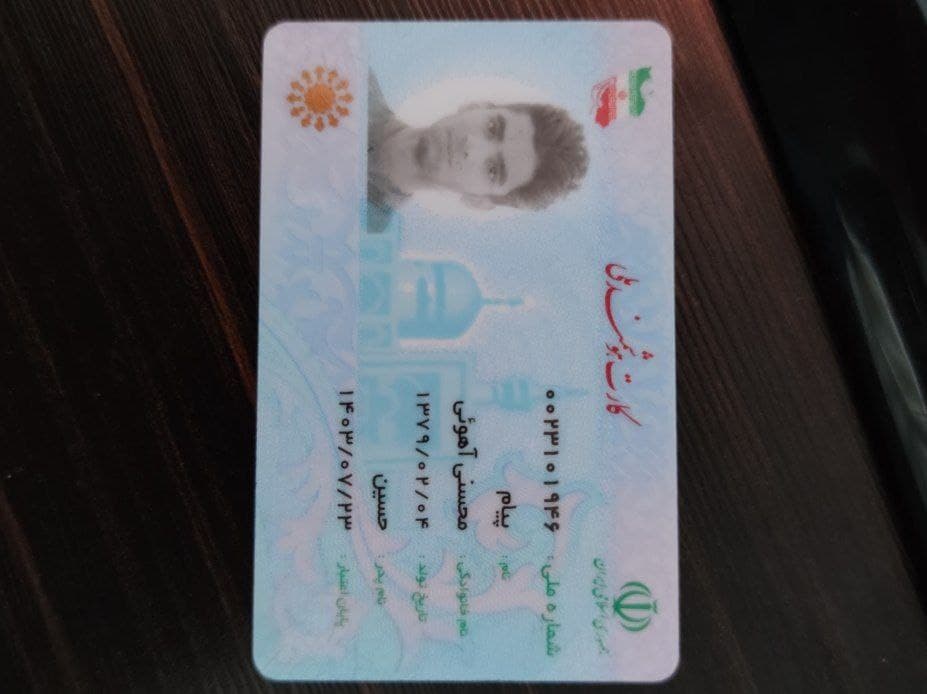 جمهوری اسلامی ایران
کارت هوشمند ملی
شماره ملی : ۰۰۲۳۱۰۱۹۴۶
نام : پیام
نام خانوادگی : محسنی آهوئی
تاریخ تولد : ۱۳۷۹/۰۲/۰۴
نام پدر : حسین
پایان اعتبار : ۱۴۰۳/۰۷/۲۳